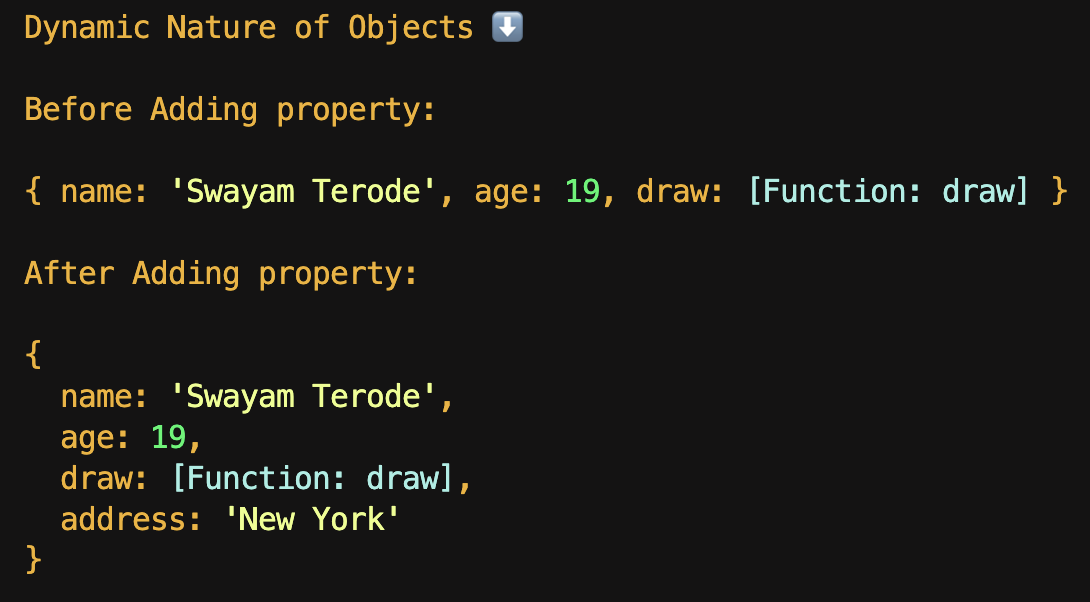 Dynamic Nature of Objects ⬇️
Before Adding property:
{ name: 'Swayam Terode', age: 19, draw: [Function: draw] }
After Adding property:
{
  name: 'Swayam Terode',
  age: 19,
  draw: [Function: draw],
  address: 'New York'
}